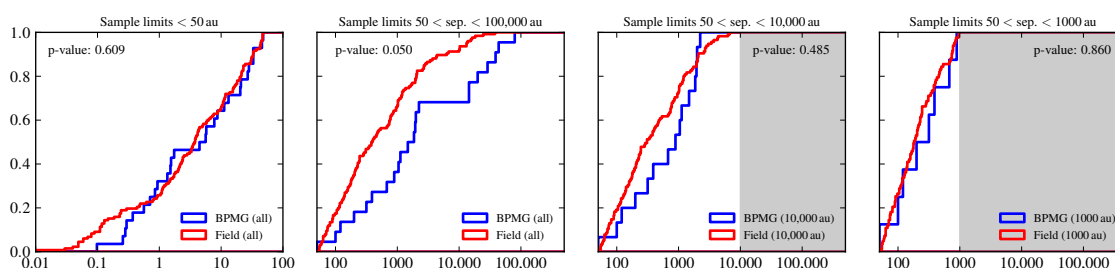 Sample limits < 50 au
Sample limits 50 < sep. < 100,000 au
Sample limits 50 < sep. < 10,000 au
Sample limits 50 < sep. < 1000 au
1.0
0.8
0.6
0.4
0.2
0.0
p-value: 0.609
p-value: 0.050
p-value: 0.485
p-value: 0.860
BPMG (all)
Field (all)
BPMG (all)
Field (all)
BPMG (10,000 au)
Field (10,000 au)
BPMG (1000 au)
Field (1000 au)
0.01 0.1 1 10 100
100 1000 10.000 100.000
100 1000 10.000 100.000
100 1000 10.000 100.000